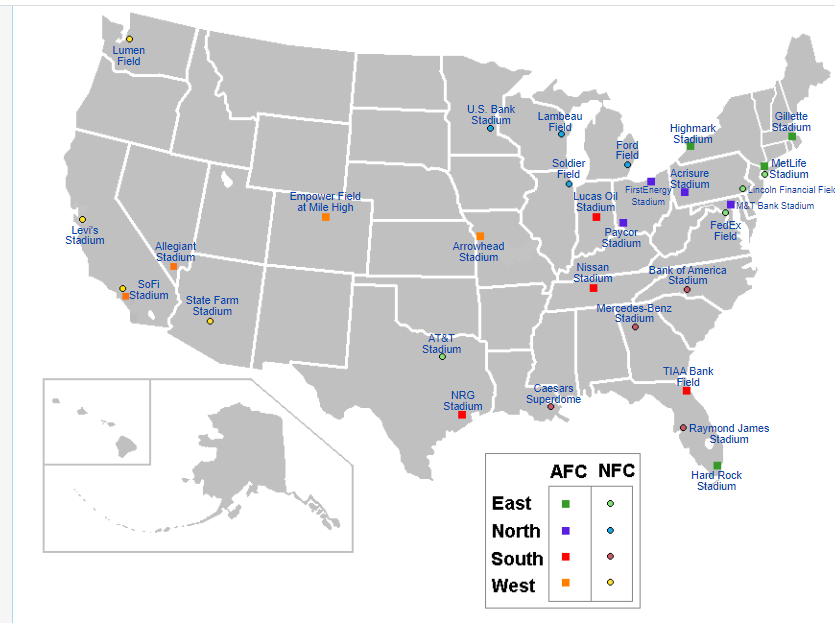 Lumen
Field
U.S. Bank
Stadium
Lambeau
Field
Gillette
Stadium
Highmark
Stadium
Ford
Field
Soldier
Field
MetLife
Stadium
Acrisure
Stadium
FirstEnergy
Stadium
Lincoln Financial Field
M&T Bank Stadium
Empower Field
at Mile High
Lucas Oil
Stadium
Levi's
Stadium
Allegiant
Stadium
Arrowhead
Stadium
Paycor
Stadium
FedEx
Field
Nissan
Stadium
Bank of America
Stadium
SoFi
Stadium
State Farm
Stadium
Mercedes-Benz
Stadium
AT&T
Stadium
TIAA Bank
Field
NRG
Stadium
Caesars
Superdome
Raymond James
Stadium
Hard Rock
Stadium
AFC NFC
East
North
South
West